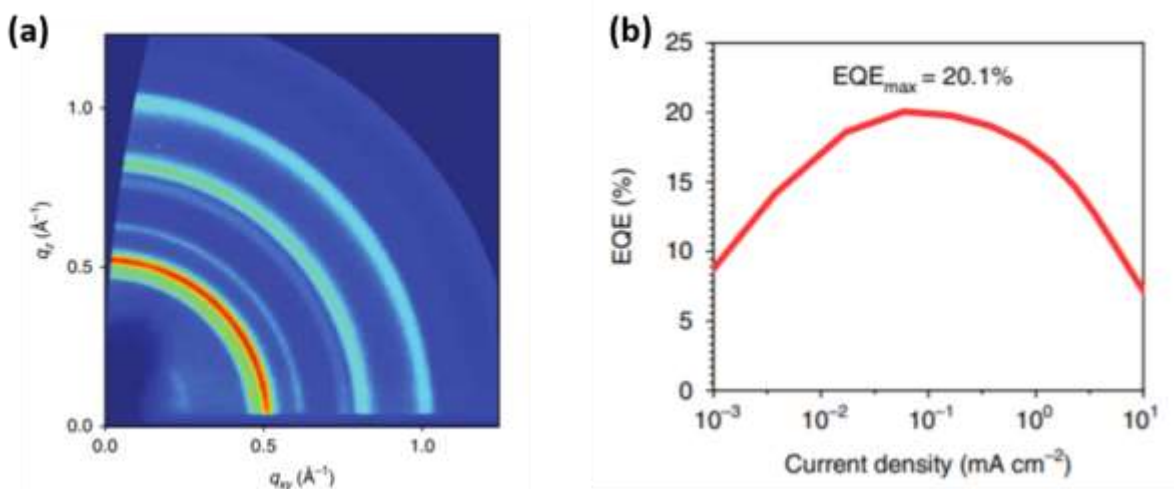 (a)
1.0
0.5
0.0
q_z (Å⁻¹)
0.0 0.5 1.0
q_xy (Å⁻¹)
(b)
EQE_max = 20.1%
25
20
15
10
5
0
EQE (%)
10⁻³ 10⁻² 10⁻¹ 10⁰ 10¹
Current density (mA cm⁻²)